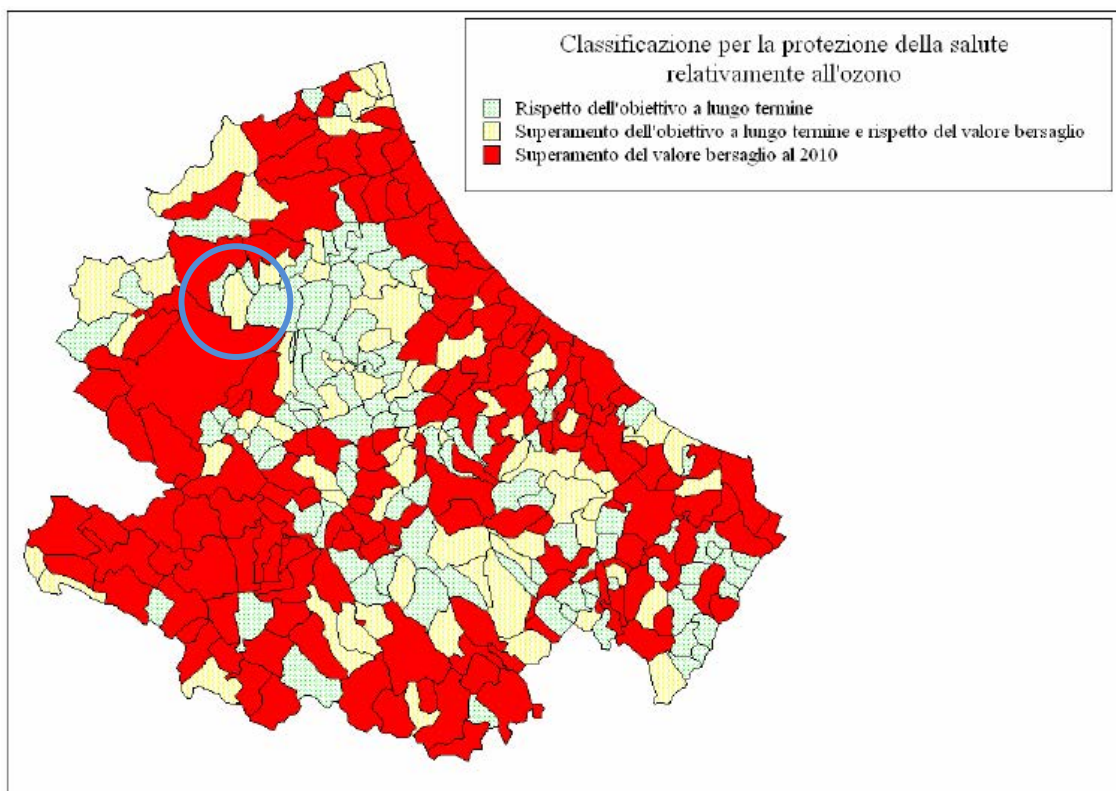 Classificazione per la protezione della salute
relativamente all'ozono
Rispetto dell'obiettivo a lungo termine
Superamento dell'obiettivo a lungo termine e rispetto del valore bersaglio
Superamento del valore bersaglio al 2010